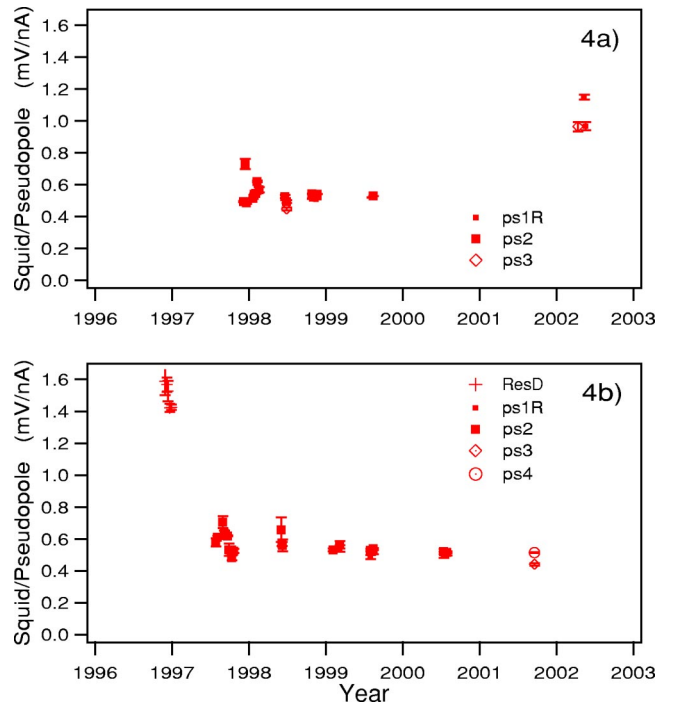 Squid/Pseudopole (mV/nA)
1.6
1.4
1.2
1.0
0.8
0.6
0.4
0.2
0.0
4a)
ps1R
ps2
ps3
1996 1997 1998 1999 2000 2001 2002 2003
Squid/Pseudopole (mV/nA)
1.6
1.4
1.2
1.0
0.8
0.6
0.4
0.2
0.0
4b)
ResD
ps1R
ps2
ps3
ps4
1996 1997 1998 1999 2000 2001 2002 2003
Year